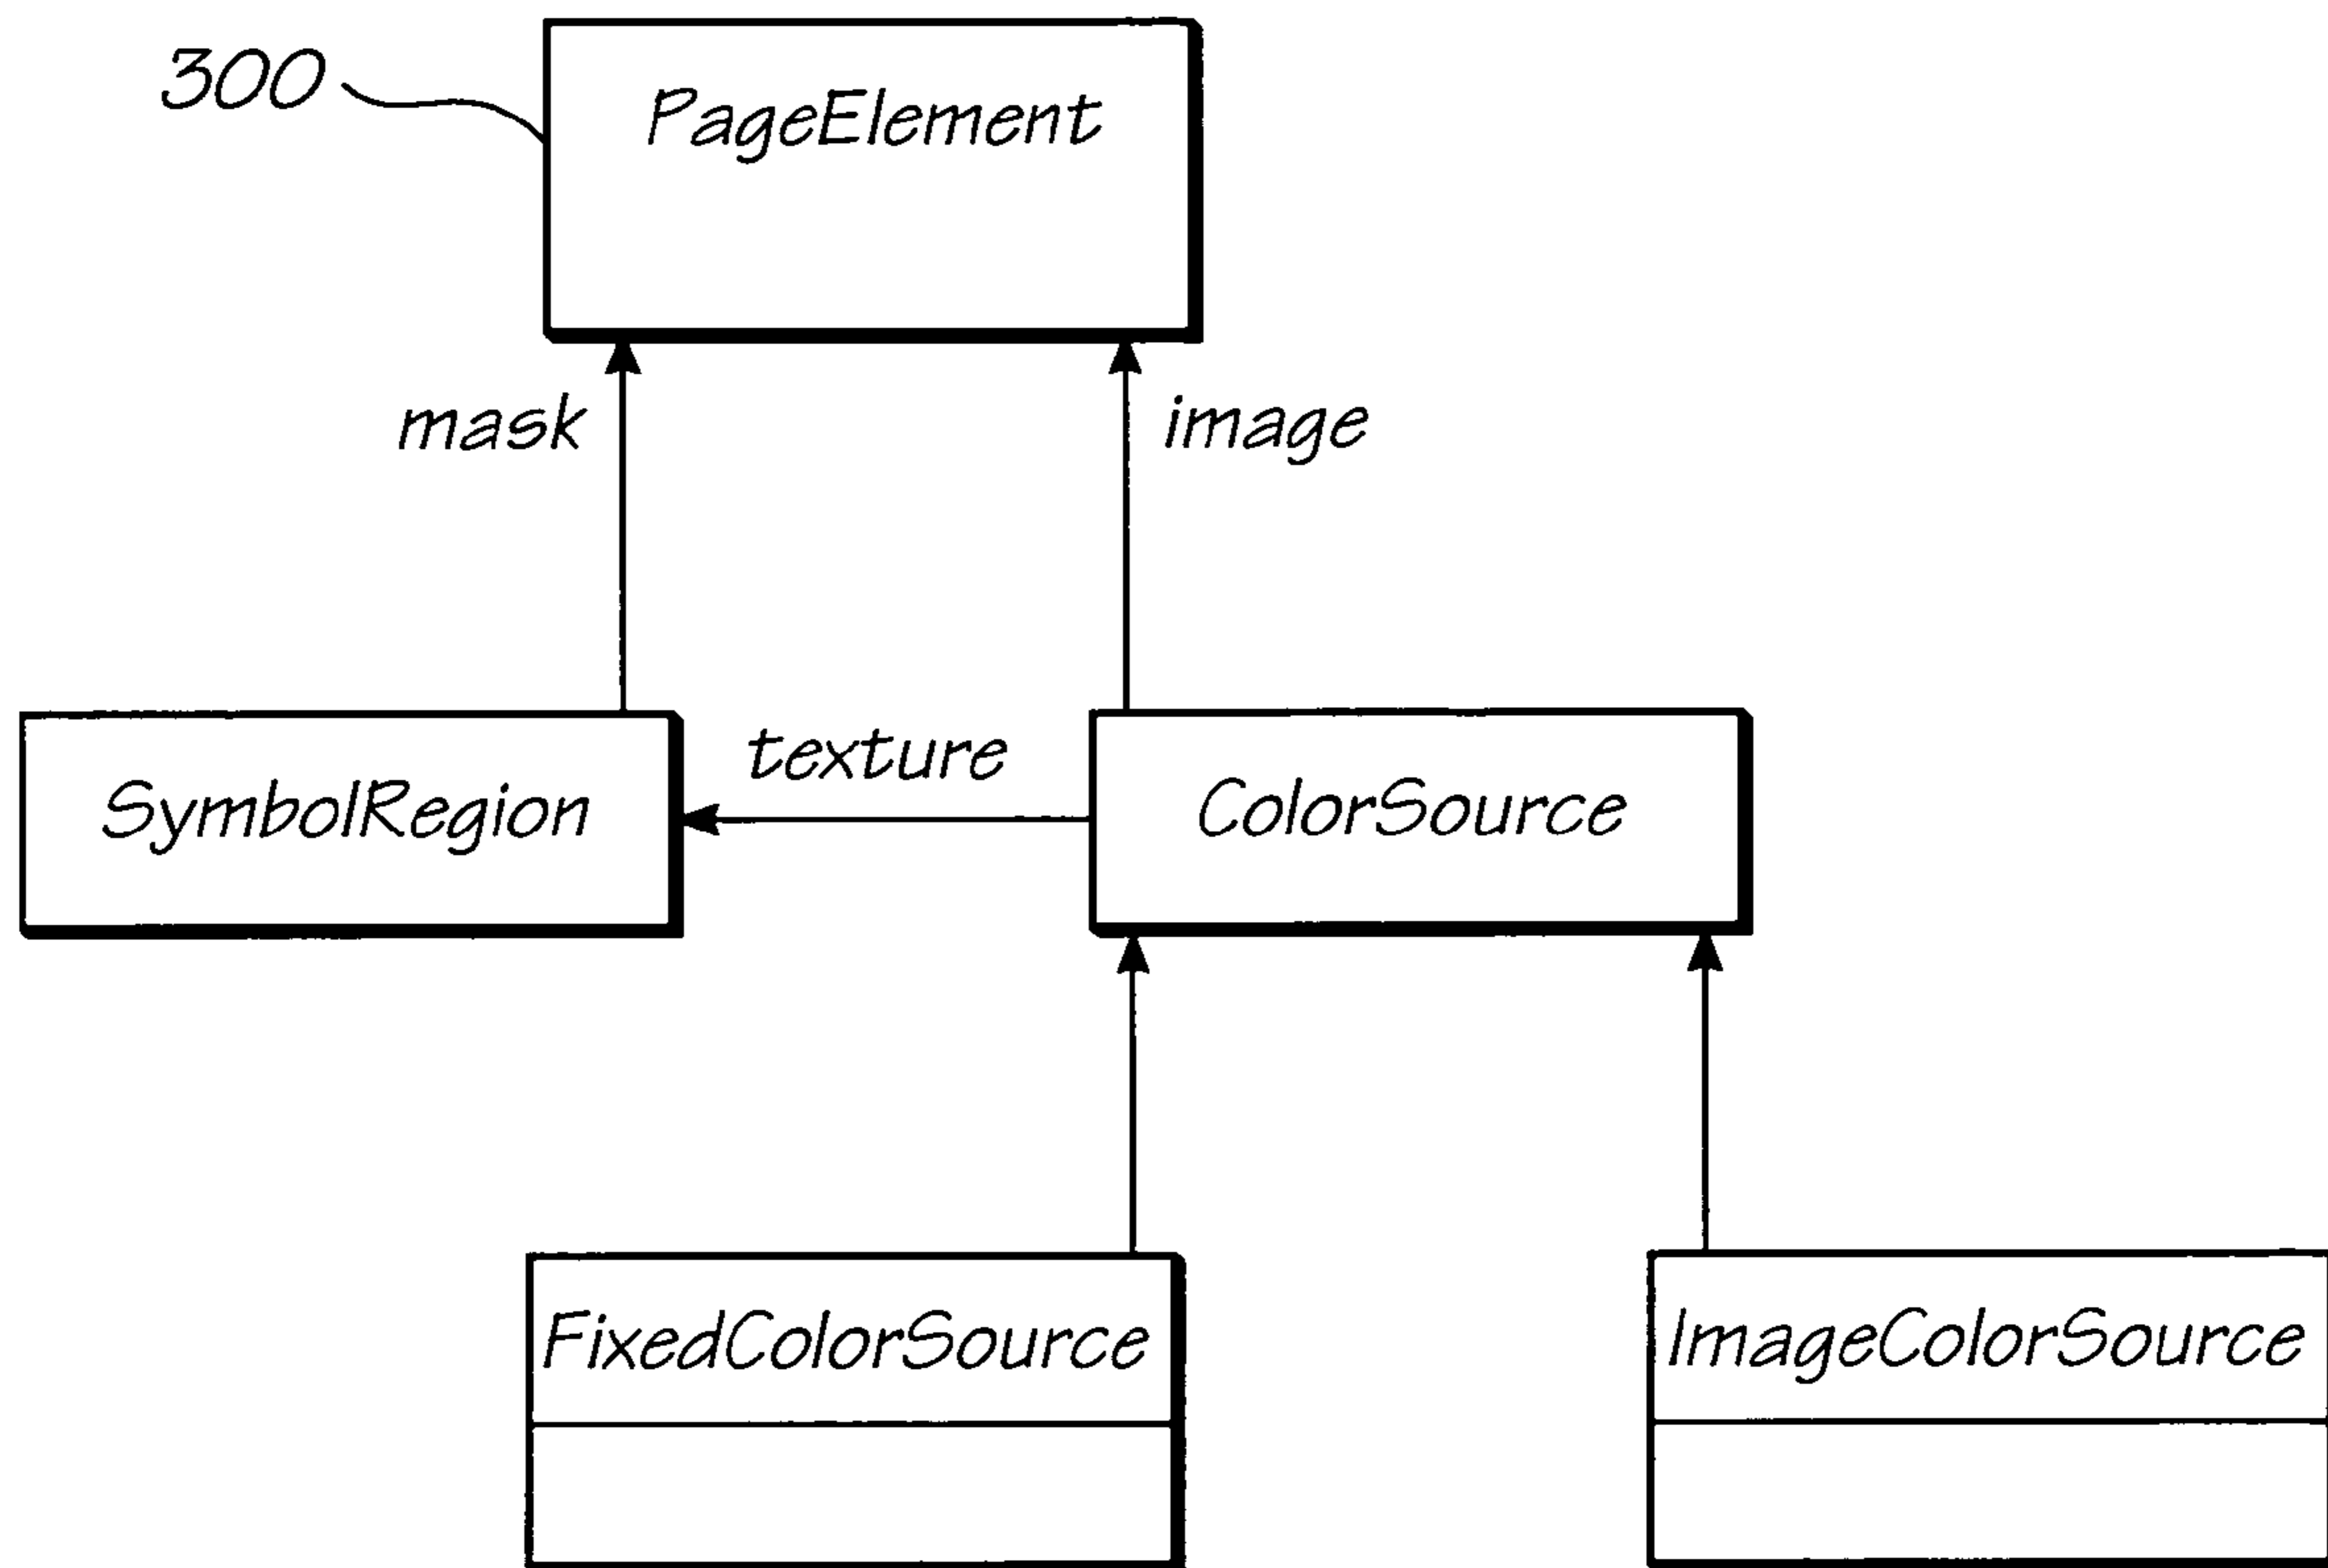 300
PageElement
mask
image
texture
SymbolRegion
ColorSource
FixedColorSource
ImageColorSource